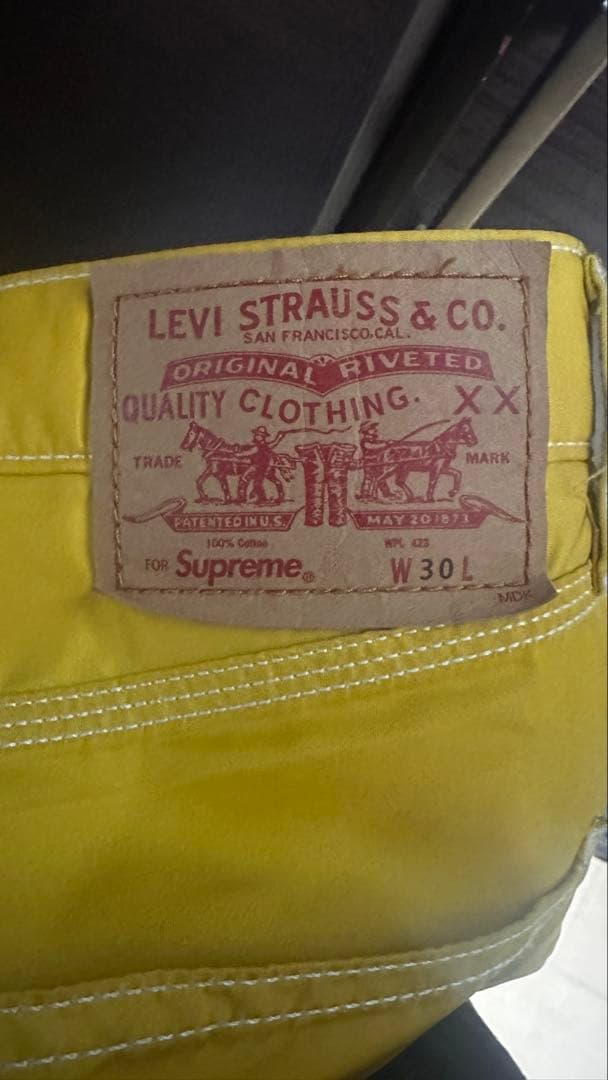 LEVI STRAUSS & CO.
SAN FRANCISCO.CAL.
ORIGINAL RIVETED
QUALITY CLOTHING. XX
TRADE MARK
PATENTED IN U.S. MAY 20 1873
100% Cotton WPL 423
FOR Supreme® W 30 L
MDK